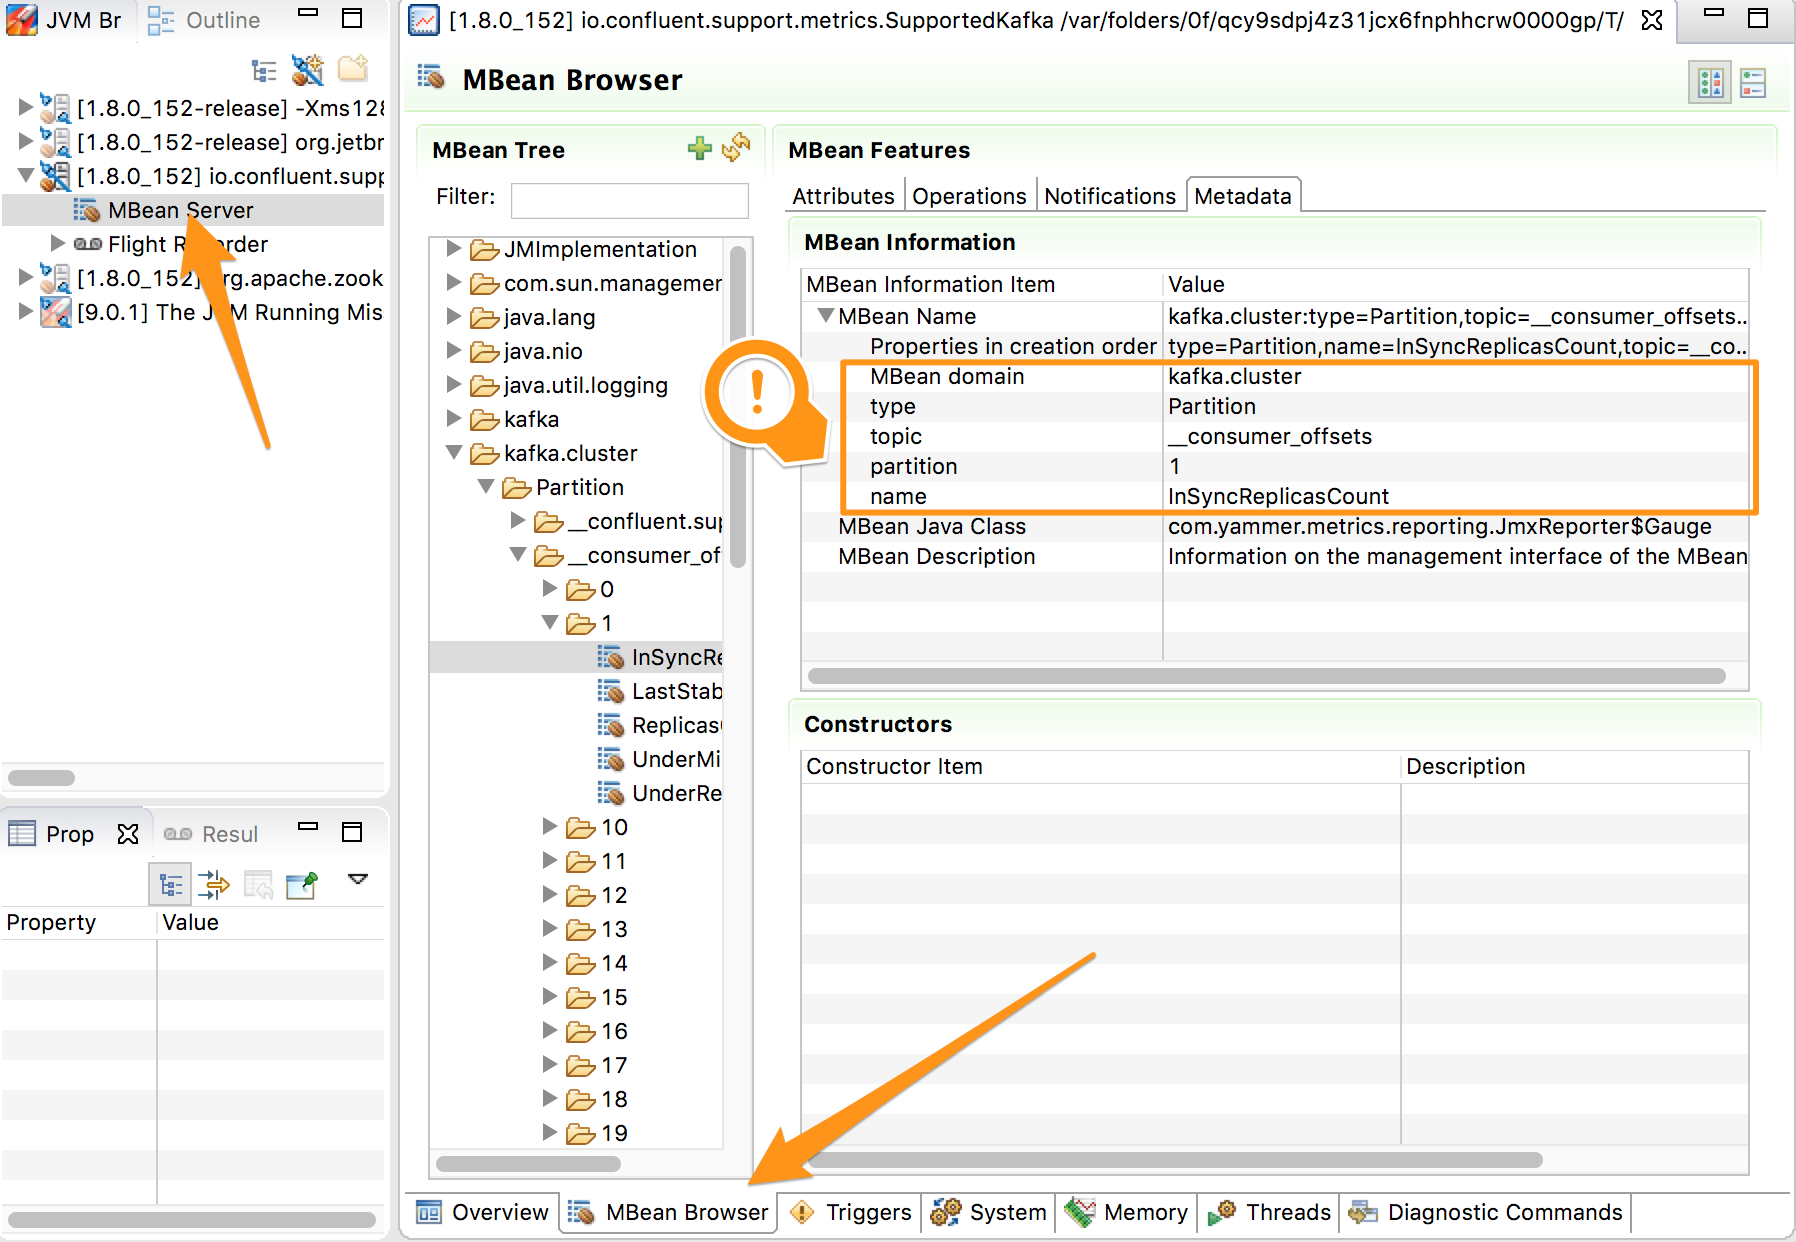 JVM Br
Outline
[1.8.0_152-release] -Xms128
[1.8.0_152-release] org.jetbr
[1.8.0_152] io.confluent.supp
MBean Server
Flight Recorder
[1.8.0_152] org.apache.zook
[9.0.1] The JVM Running Mis
Prop
Resul
Property
Value
[1.8.0_152] io.confluent.support.metrics.SupportedKafka /var/folders/0f/qcy9sdpj4z31jcx6fnphhcrw0000gp/T/
MBean Browser
MBean Tree
Filter:
JMImplementation
com.sun.managemer
java.lang
java.nio
java.util.logging
kafka
kafka.cluster
Partition
__confluent.sup
__consumer_of
0
1
InSyncRe
LastStab
Replicas
UnderMi
UnderRe
10
11
12
13
14
15
16
17
18
19
MBean Features
Attributes
Operations
Notifications
Metadata
MBean Information
MBean Information Item
Value
MBean Name
kafka.cluster:type=Partition,topic=__consumer_offsets..
Properties in creation order
type=Partition,name=InSyncReplicasCount,topic=__co..
MBean domain
kafka.cluster
type
Partition
topic
__consumer_offsets
partition
1
name
InSyncReplicasCount
MBean Java Class
com.yammer.metrics.reporting.JmxReporter$Gauge
MBean Description
Information on the management interface of the MBean
Constructors
Constructor Item
Description
Overview
MBean Browser
Triggers
System
Memory
Threads
Diagnostic Commands